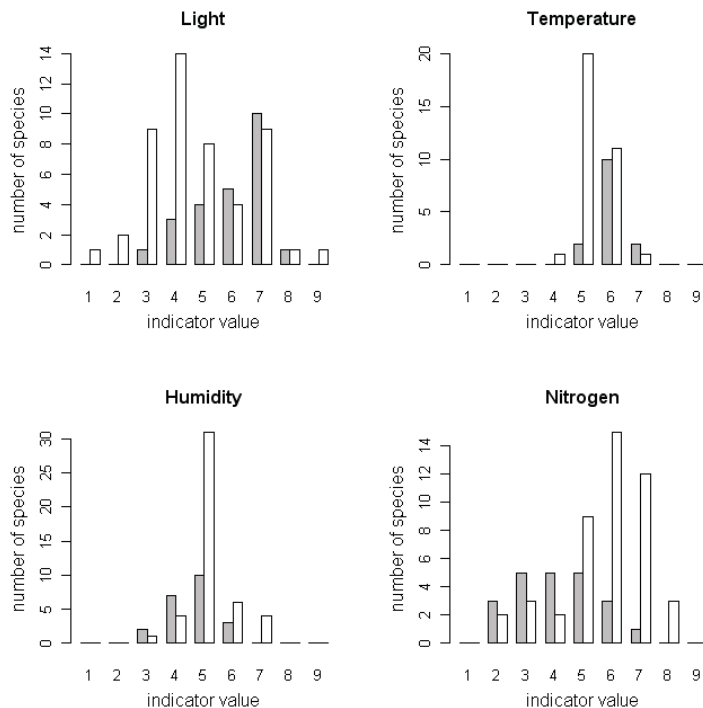 Light
number of species
0 2 4 6 8 10 12 14
1 2 3 4 5 6 7 8 9
indicator value
Temperature
number of species
0 5 10 15 20
1 2 3 4 5 6 7 8 9
indicator value
Humidity
number of species
0 5 10 15 20 25 30
1 2 3 4 5 6 7 8 9
indicator value
Nitrogen
number of species
0 2 4 6 8 10 14
1 2 3 4 5 6 7 8 9
indicator value